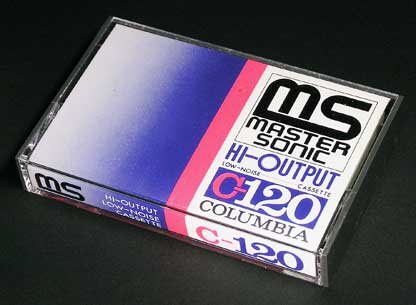 ms
MASTER
SONIC
HI-OUTPUT
LOW-NOISE CASSETTE
C-120
COLUMBIA
ms
HI-OUTPUT
LOW-NOISE
CASSETTE
C-120